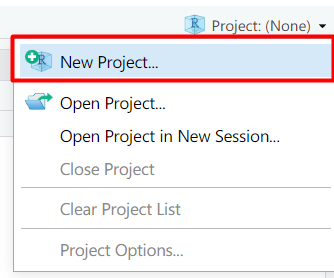 Project: (None)
New Project...
Open Project...
Open Project in New Session...
Close Project
Clear Project List
Project Options...